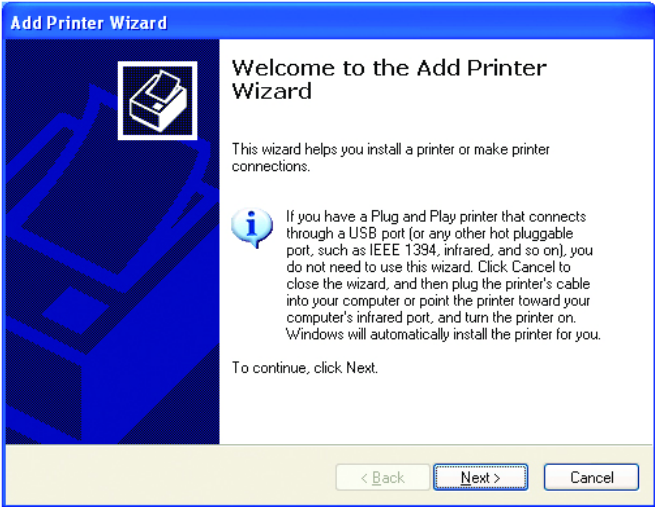 Add Printer Wizard
Welcome to the Add Printer
Wizard
This wizard helps you install a printer or make printer
connections.
If you have a Plug and Play printer that connects
through a USB port (or any other hot pluggable
port, such as IEEE 1394, infrared, and so on), you
do not need to use this wizard. Click Cancel to
close the wizard, and then plug the printer's cable
into your computer or point the printer toward your
computer's infrared port, and turn the printer on.
Windows will automatically install the printer for you.
To continue, click Next.
< Back
Next >
Cancel